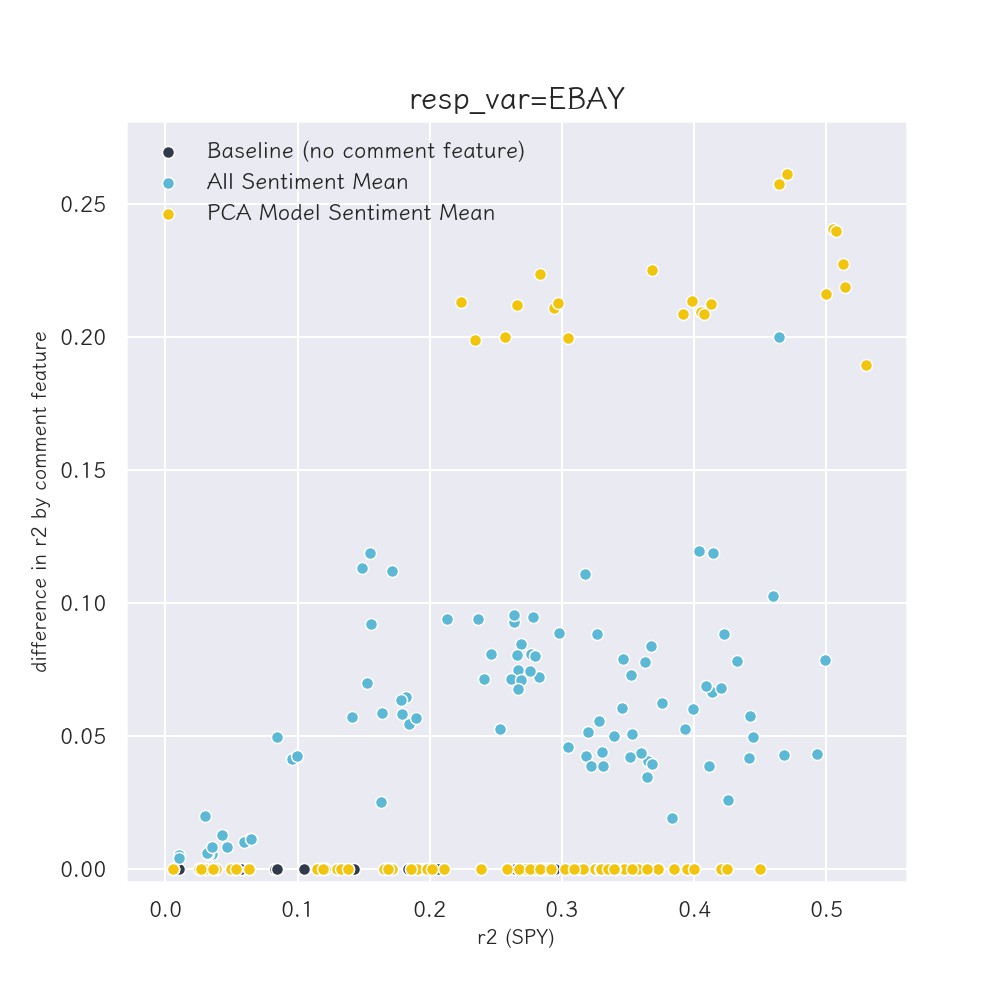 resp_var=EBAY
Baseline (no comment feature)
All Sentiment Mean
PCA Model Sentiment Mean
0.25
0.20
0.15
0.10
0.05
0.00
difference in r2 by comment feature
0.0 0.1 0.2 0.3 0.4 0.5
r2 (SPY)